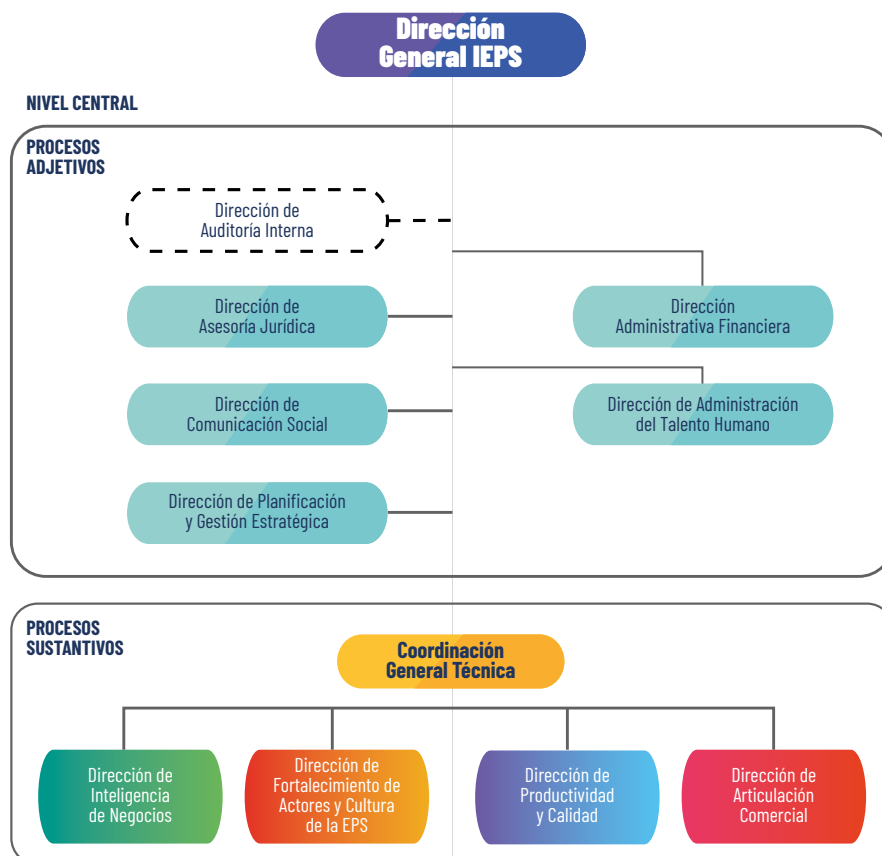 Dirección
General IEPS
NIVEL CENTRAL
PROCESOS
ADJETIVOS
Dirección de
Auditoría Interna
Dirección de
Asesoría Jurídica
Dirección
Administrativa Financiera
Dirección de
Comunicación Social
Dirección de Administración
del Talento Humano
Dirección de Planificación
y Gestión Estratégica
PROCESOS
SUSTANTIVOS
Coordinación
General Técnica
Dirección de
Inteligencia
de Negocios
Dirección de
Fortalecimiento de
Actores y Cultura
de la EPS
Dirección de
Productividad
y Calidad
Dirección de
Articulación
Comercial